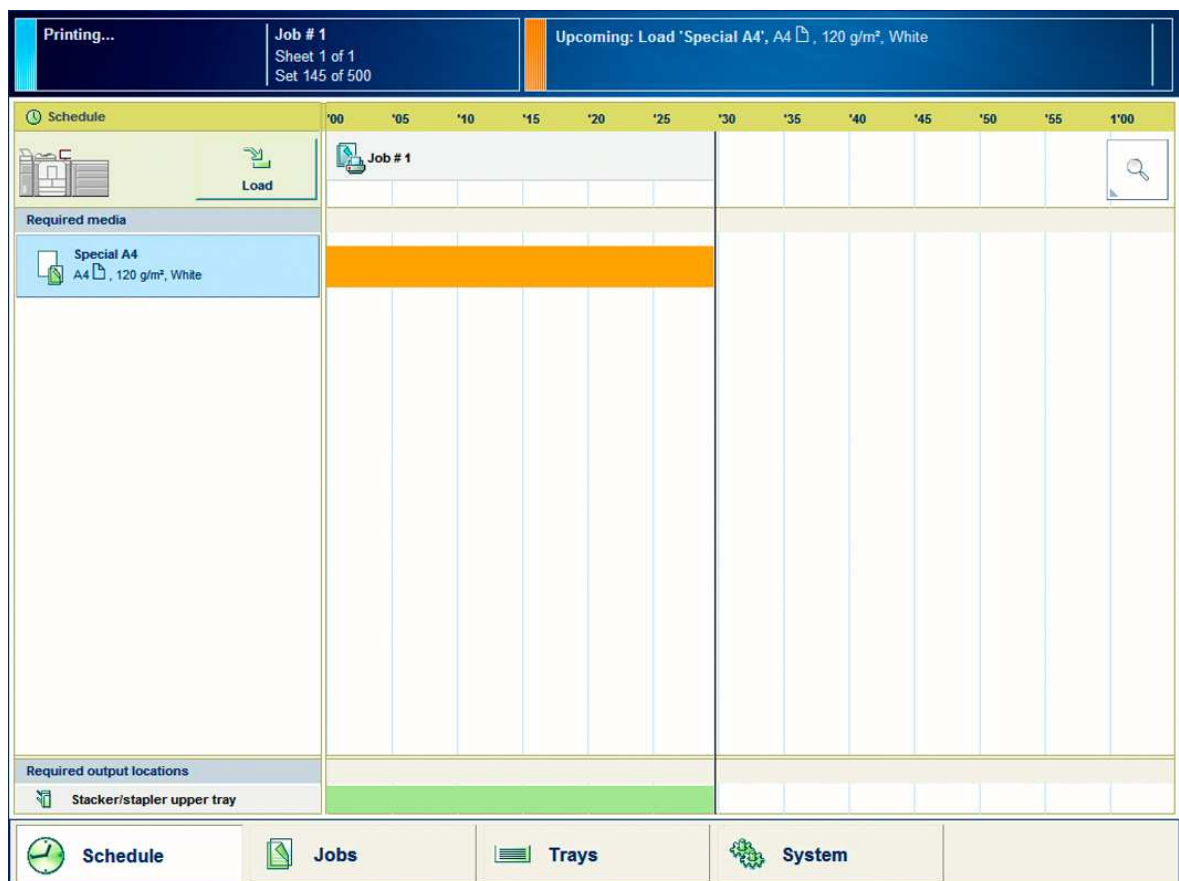 Printing...
Job # 1
Sheet 1 of 1
Set 145 of 500
Upcoming: Load 'Special A4', A4 , 120 g/m², White
Schedule
'00 '05 '10 '15 '20 '25 '30 '35 '40 '45 '50 '55 1'00
Load
Job # 1
Required media
Special A4
A4 , 120 g/m², White
Required output locations
Stacker/stapler upper tray
Schedule Jobs Trays System